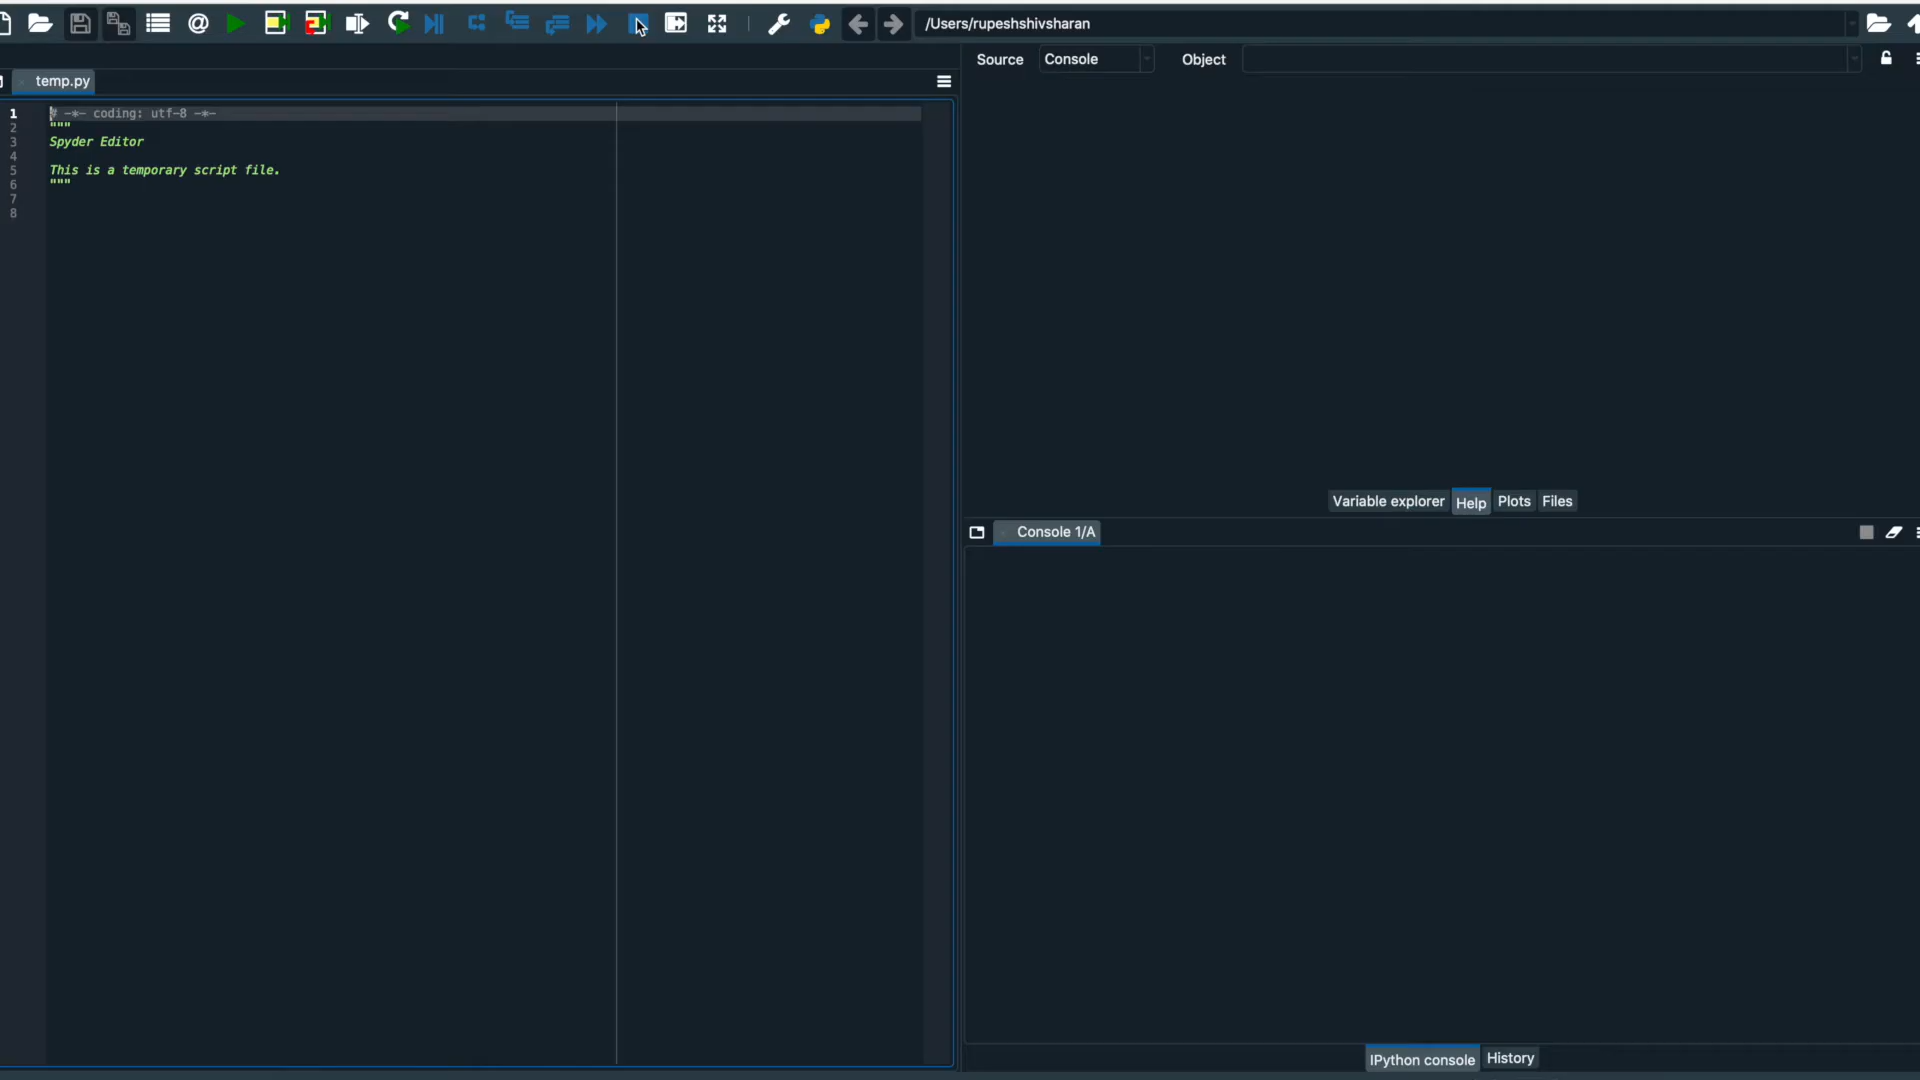 /Users/rupeshshivsharan
temp.py
1 # -*- coding: utf-8 -*-
2 """
3 Spyder Editor
4
5 This is a temporary script file.
6 """
7
8
Source Console Object
Variable explorer Help Plots Files
Console 1/A
IPython console History